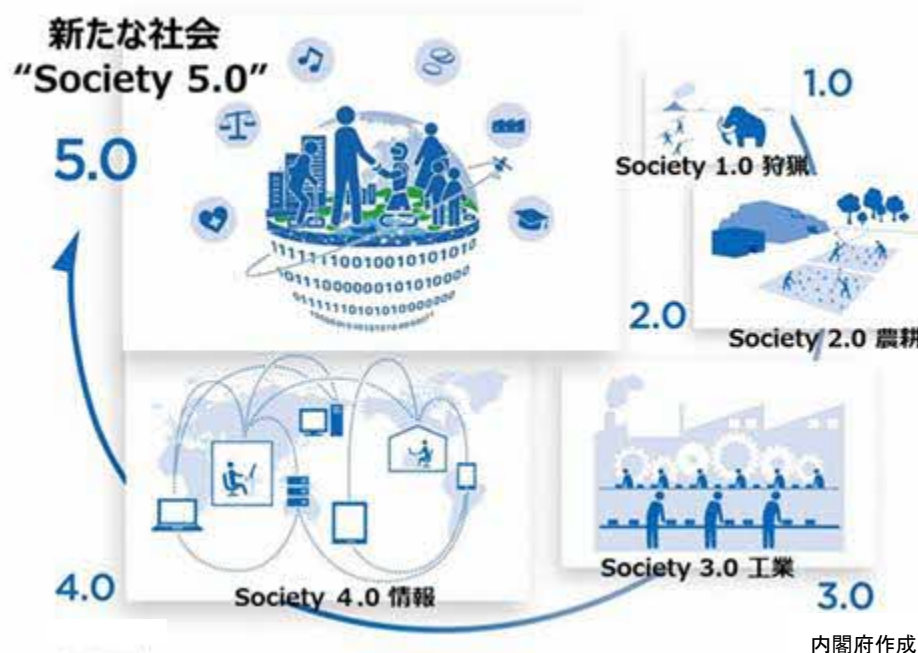 新たな社会
“Society 5.0”
5.0
1.0
Society 1.0 狩猟
2.0
Society 2.0 農耕
Society 3.0 工業
3.0
4.0
Society 4.0 情報
1111111100100101010
内閣府作成